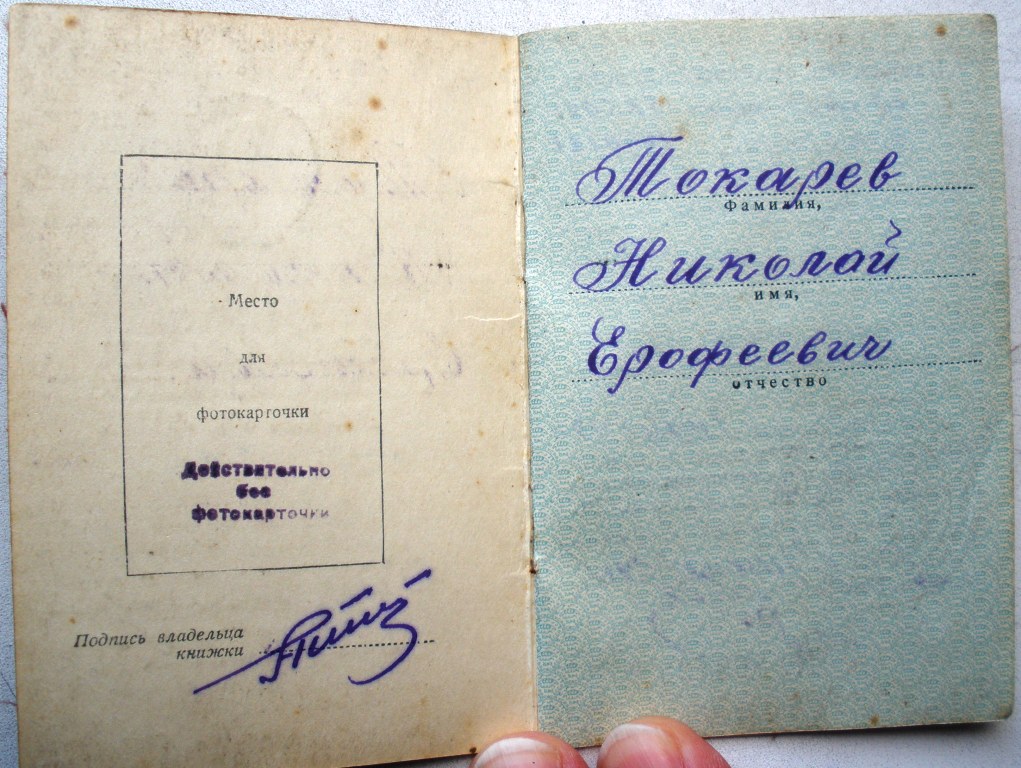 Место
для
фотокарточки
Действительно
без
фотокарточки
Подпись владельца
книжки
Токарев
фамилия,
Николай
имя,
Ерофеевич
отчество